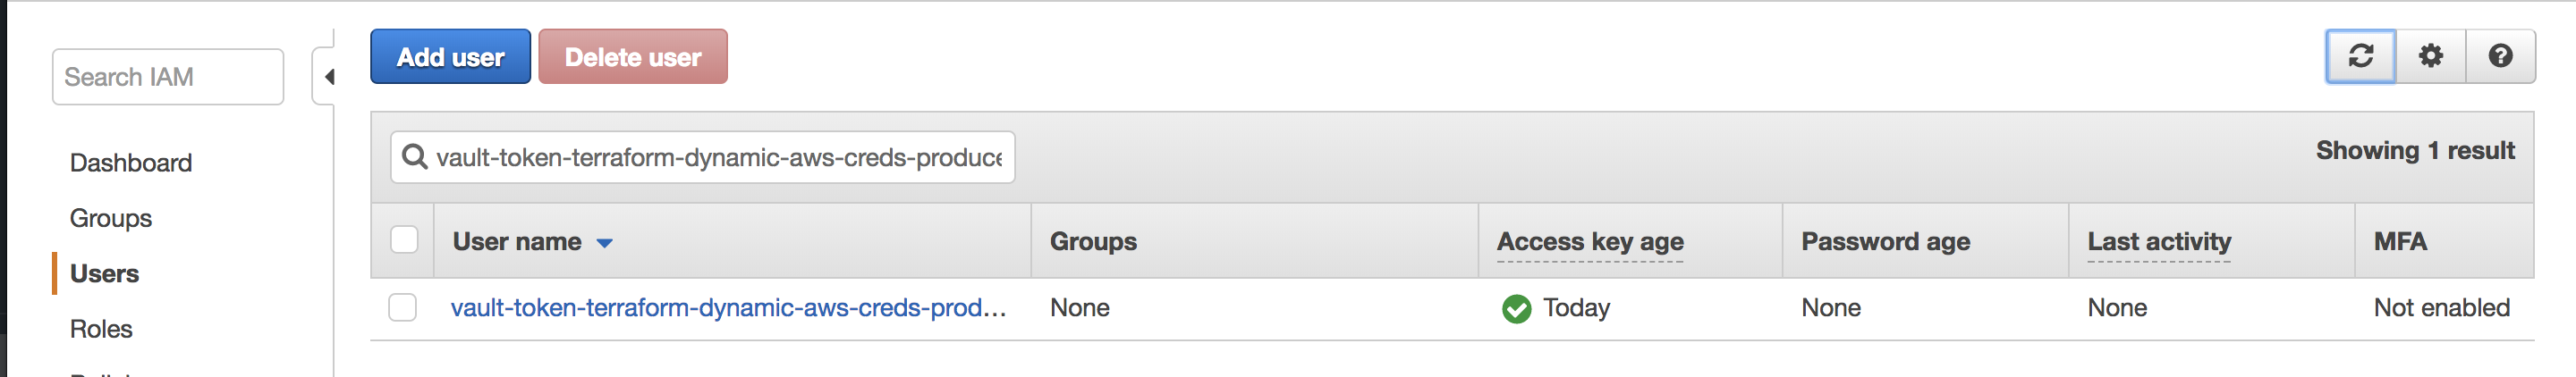 Search IAM
Dashboard
Groups
Users
Roles
Add user
Delete user
vault-token-terraform-dynamic-aws-creds-produce
Showing 1 result
User name Groups Access key age Password age Last activity MFA
vault-token-terraform-dynamic-aws-creds-prod... None Today None None Not enabled